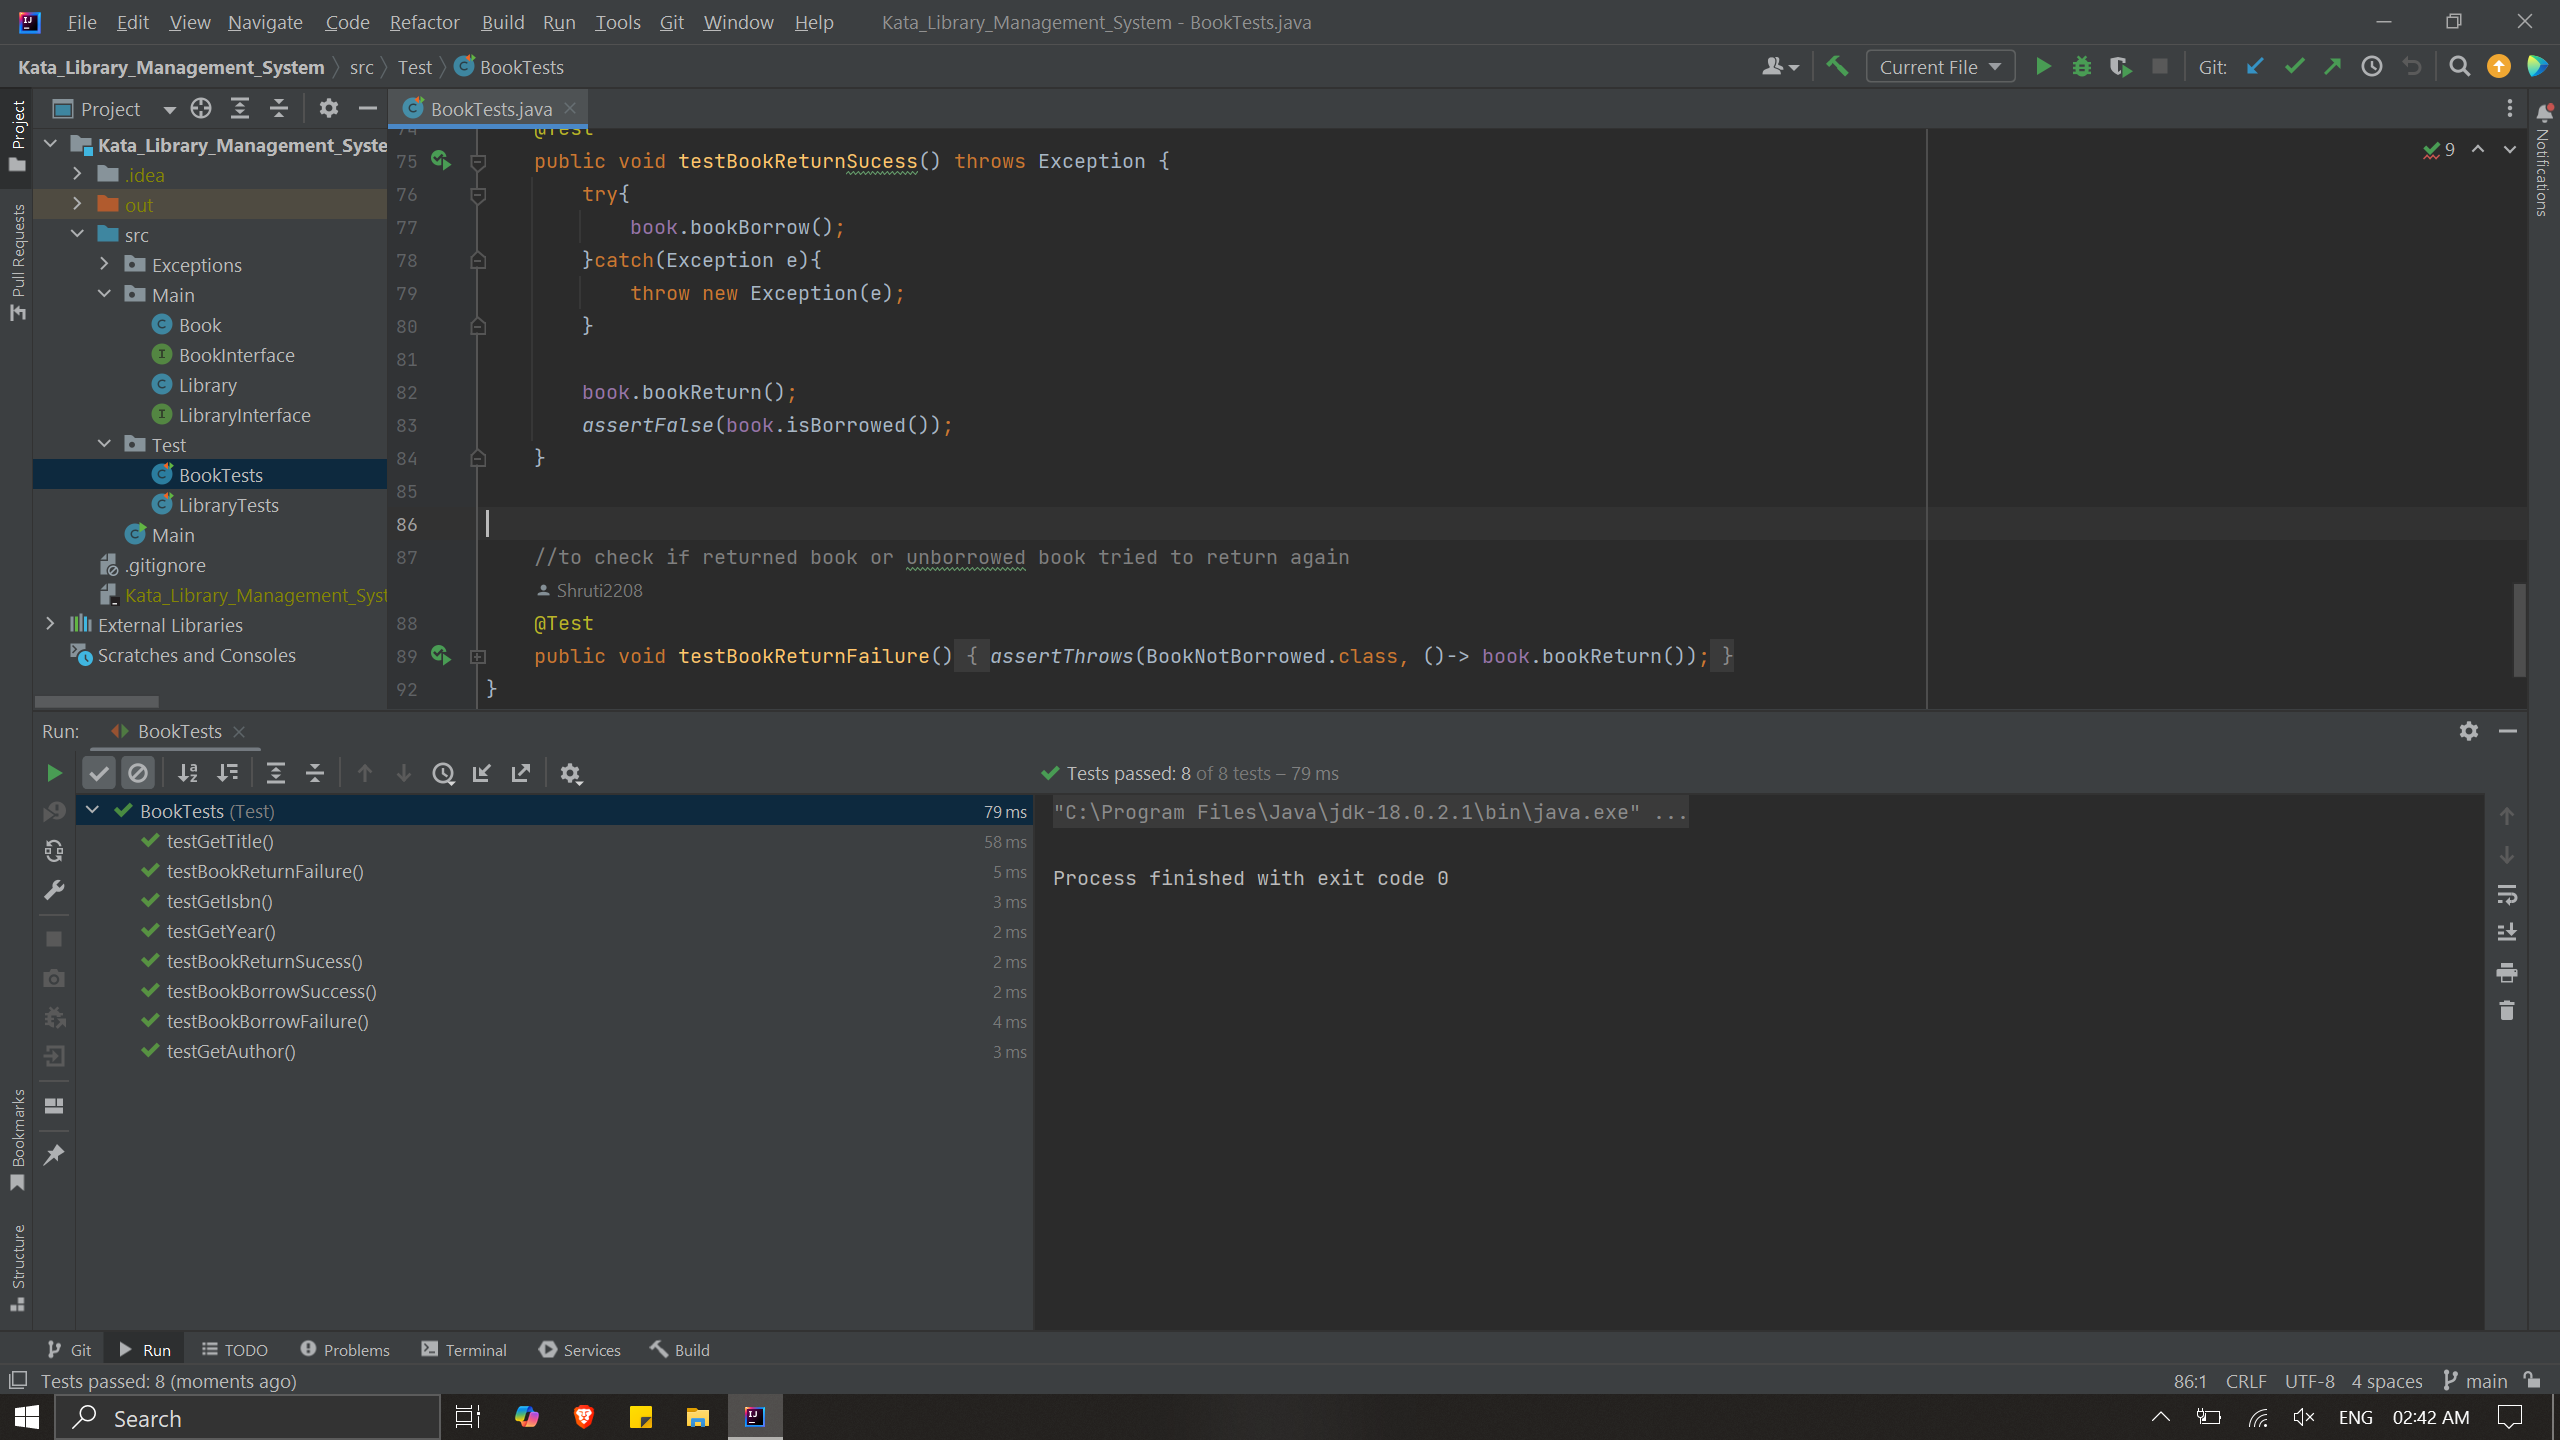 File Edit View Navigate Code Refactor Build Run Tools Git Window Help Kata_Library_Management_System - BookTests.java
Kata_Library_Management_System src Test BookTests Current File Git:
Project BookTests.java
Project
Pull Requests
Bookmarks
Structure
Notifications
Kata_Library_Management_Syste
.idea
out
src
Exceptions
Main
Book
BookInterface
Library
LibraryInterface
Test
BookTests
LibraryTests
Main
.gitignore
Kata_Library_Management_Syst
External Libraries
Scratches and Consoles
74 @Test
75 public void testBookReturnSucess() throws Exception {
9
76 try{
77 book.bookBorrow();
78 }catch(Exception e){
79 throw new Exception(e);
80 }
81
82 book.bookReturn();
83 assertFalse(book.isBorrowed());
84 }
85
86
87 //to check if returned book or unborrowed book tried to return again
Shruti2208
88 @Test
89 public void testBookReturnFailure() { assertThrows(BookNotBorrowed.class, ()-> book.bookReturn()); }
92 }
Run: BookTests
Tests passed: 8 of 8 tests – 79 ms
BookTests (Test) 79 ms
testGetTitle() 58 ms
testBookReturnFailure() 5 ms
testGetIsbn() 3 ms
testGetYear() 2 ms
testBookReturnSucess() 2 ms
testBookBorrowSuccess() 2 ms
testBookBorrowFailure() 4 ms
testGetAuthor() 3 ms
"C:\Program Files\Java\jdk-18.0.2.1\bin\java.exe" ...
Process finished with exit code 0
Git Run TODO Problems Terminal Services Build
Tests passed: 8 (moments ago) 86:1 CRLF UTF-8 4 spaces main
Search ENG 02:42 AM